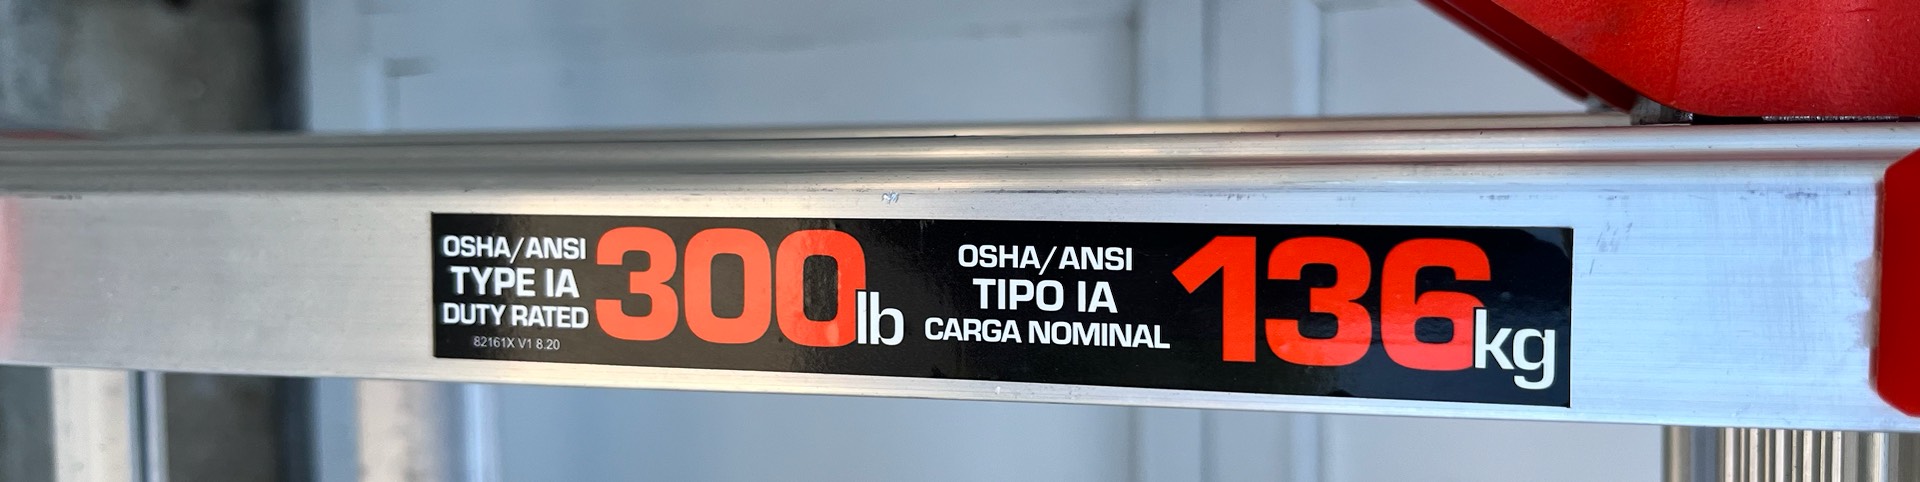 OSHA/ANSI
TYPE IA
DUTY RATED
82161X V1 8.20
300lb
OSHA/ANSI
TIPO IA
CARGA NOMINAL
136kg